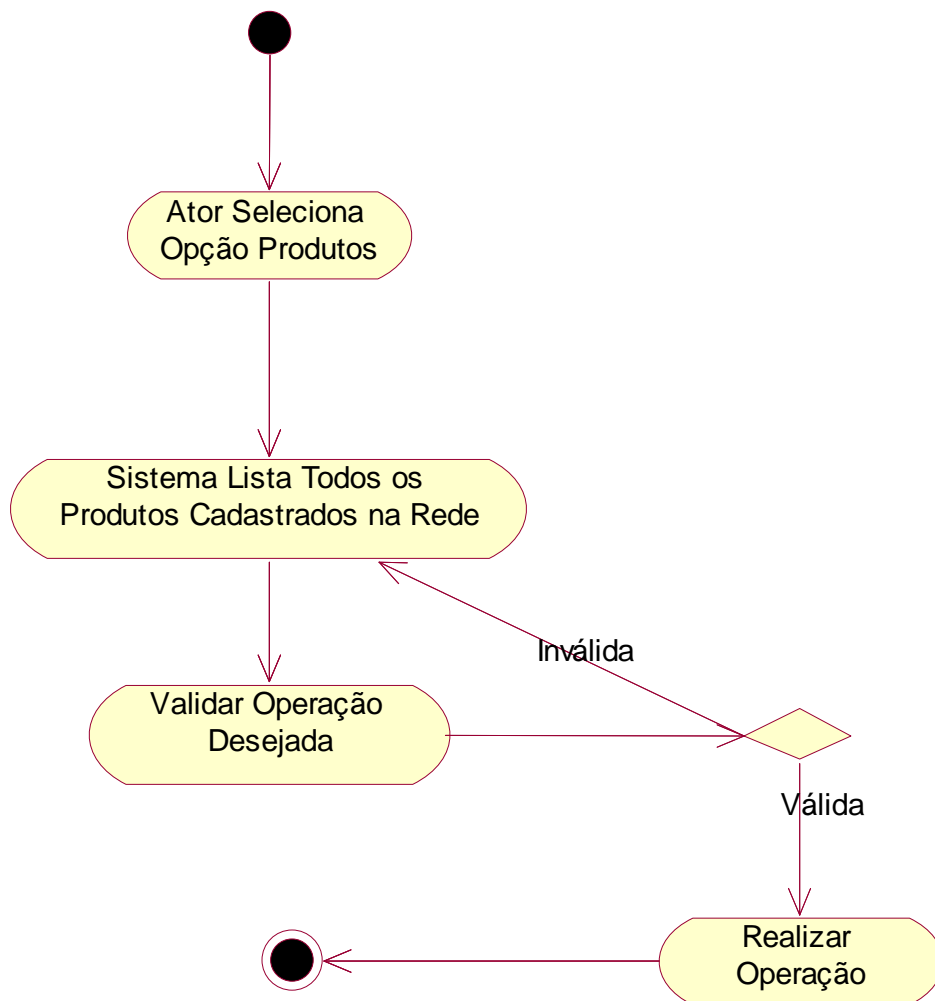 Ator Seleciona
Opção Produtos
Sistema Lista Todos os
Produtos Cadastrados na Rede
Inválida
Validar Operação
Desejada
Válida
Realizar
Operação